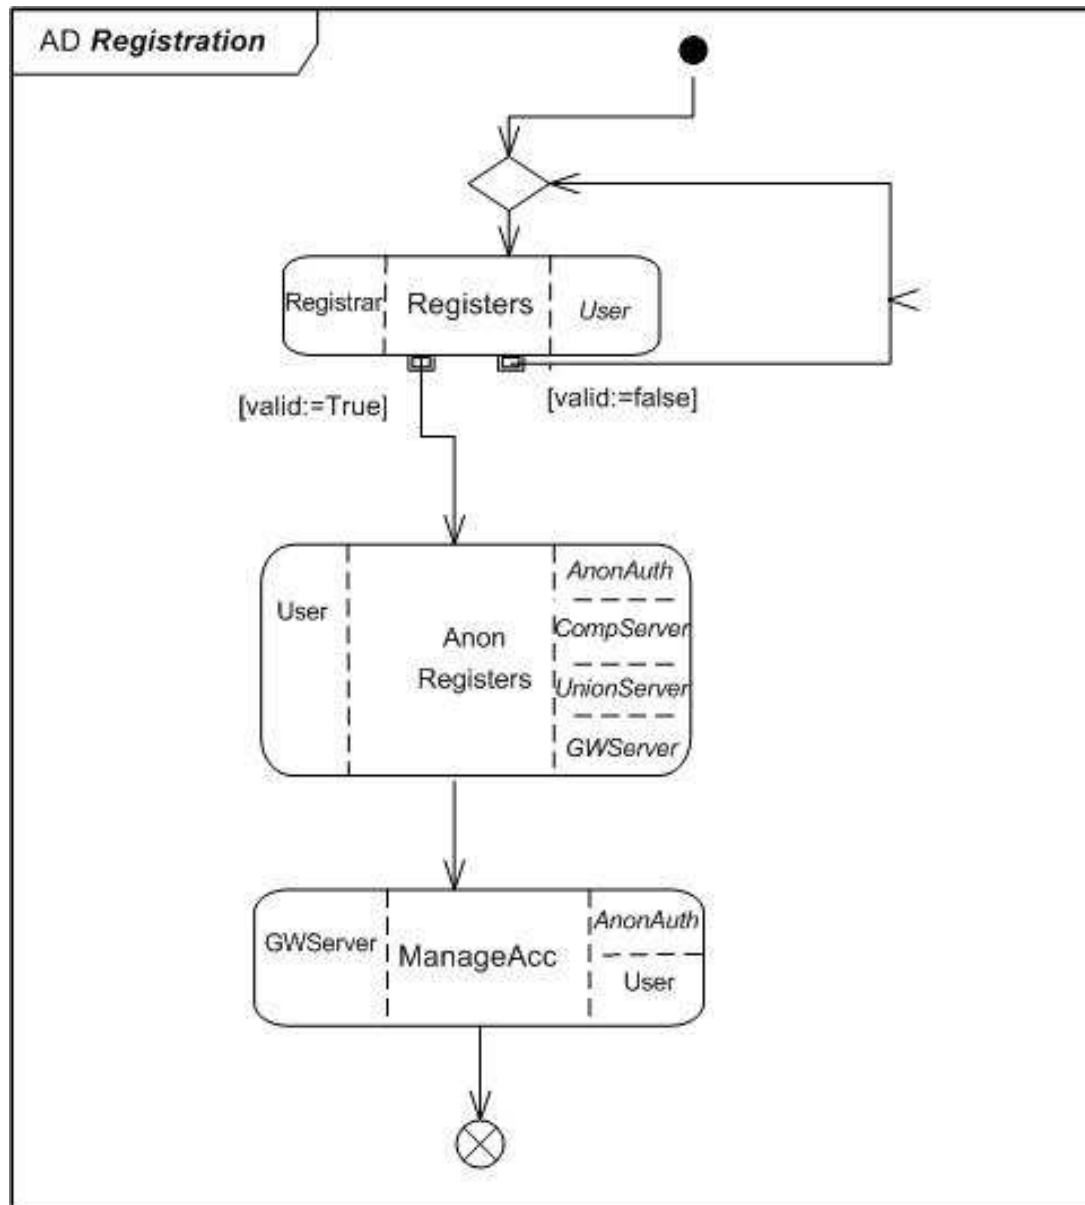 AD Registration
Registrar
Registers
User
[valid:=True]
[valid:=false]
User
Anon
Registers
AnonAuth
CompServer
UnionServer
GWServer
GWServer
ManageAcc
AnonAuth
User